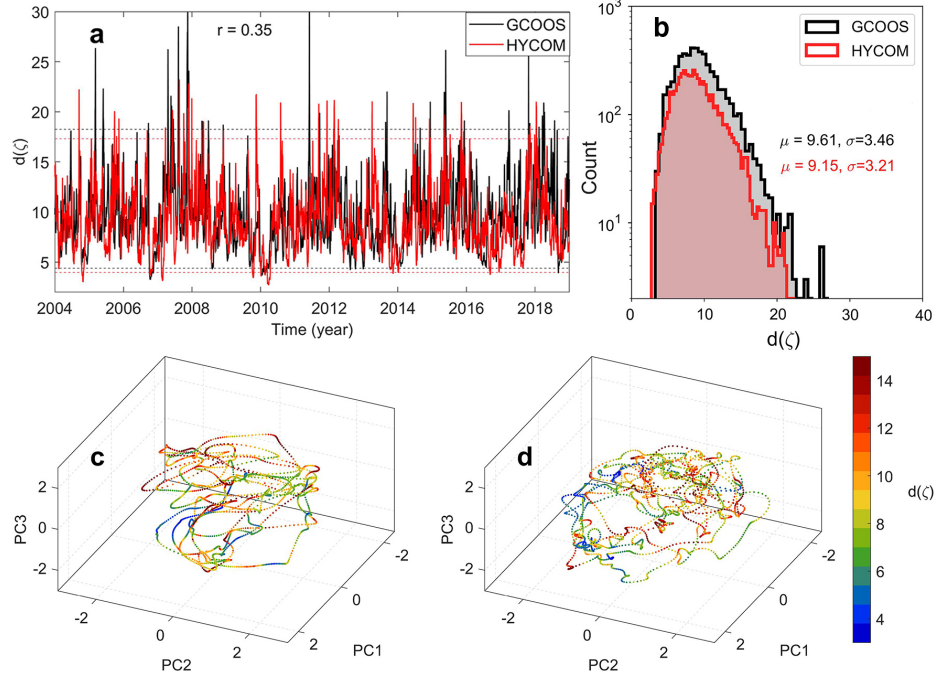 a
r = 0.35
GCOOS
HYCOM
30
25
20
15
10
5
d(ζ)
2004 2006 2008 2010 2012 2014 2016 2018
Time (year)
b
GCOOS
HYCOM
10³
10²
10¹
Count
μ = 9.61, σ=3.46
μ = 9.15, σ=3.21
0 10 20 30 40
d(ζ)
c
PC3
2
0
-2
-2
0
2
PC2
-2
0
2
PC1
d
PC3
2
0
-2
-2
0
2
PC2
-2
0
2
PC1
14
12
10
8
6
4
d(ζ)